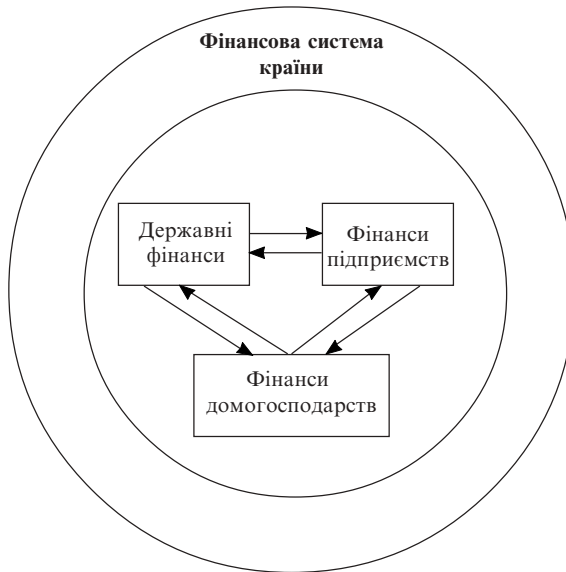 Фінансова система
країни
Державні
фінанси
Фінанси
підприємств
Фінанси
домогосподарств